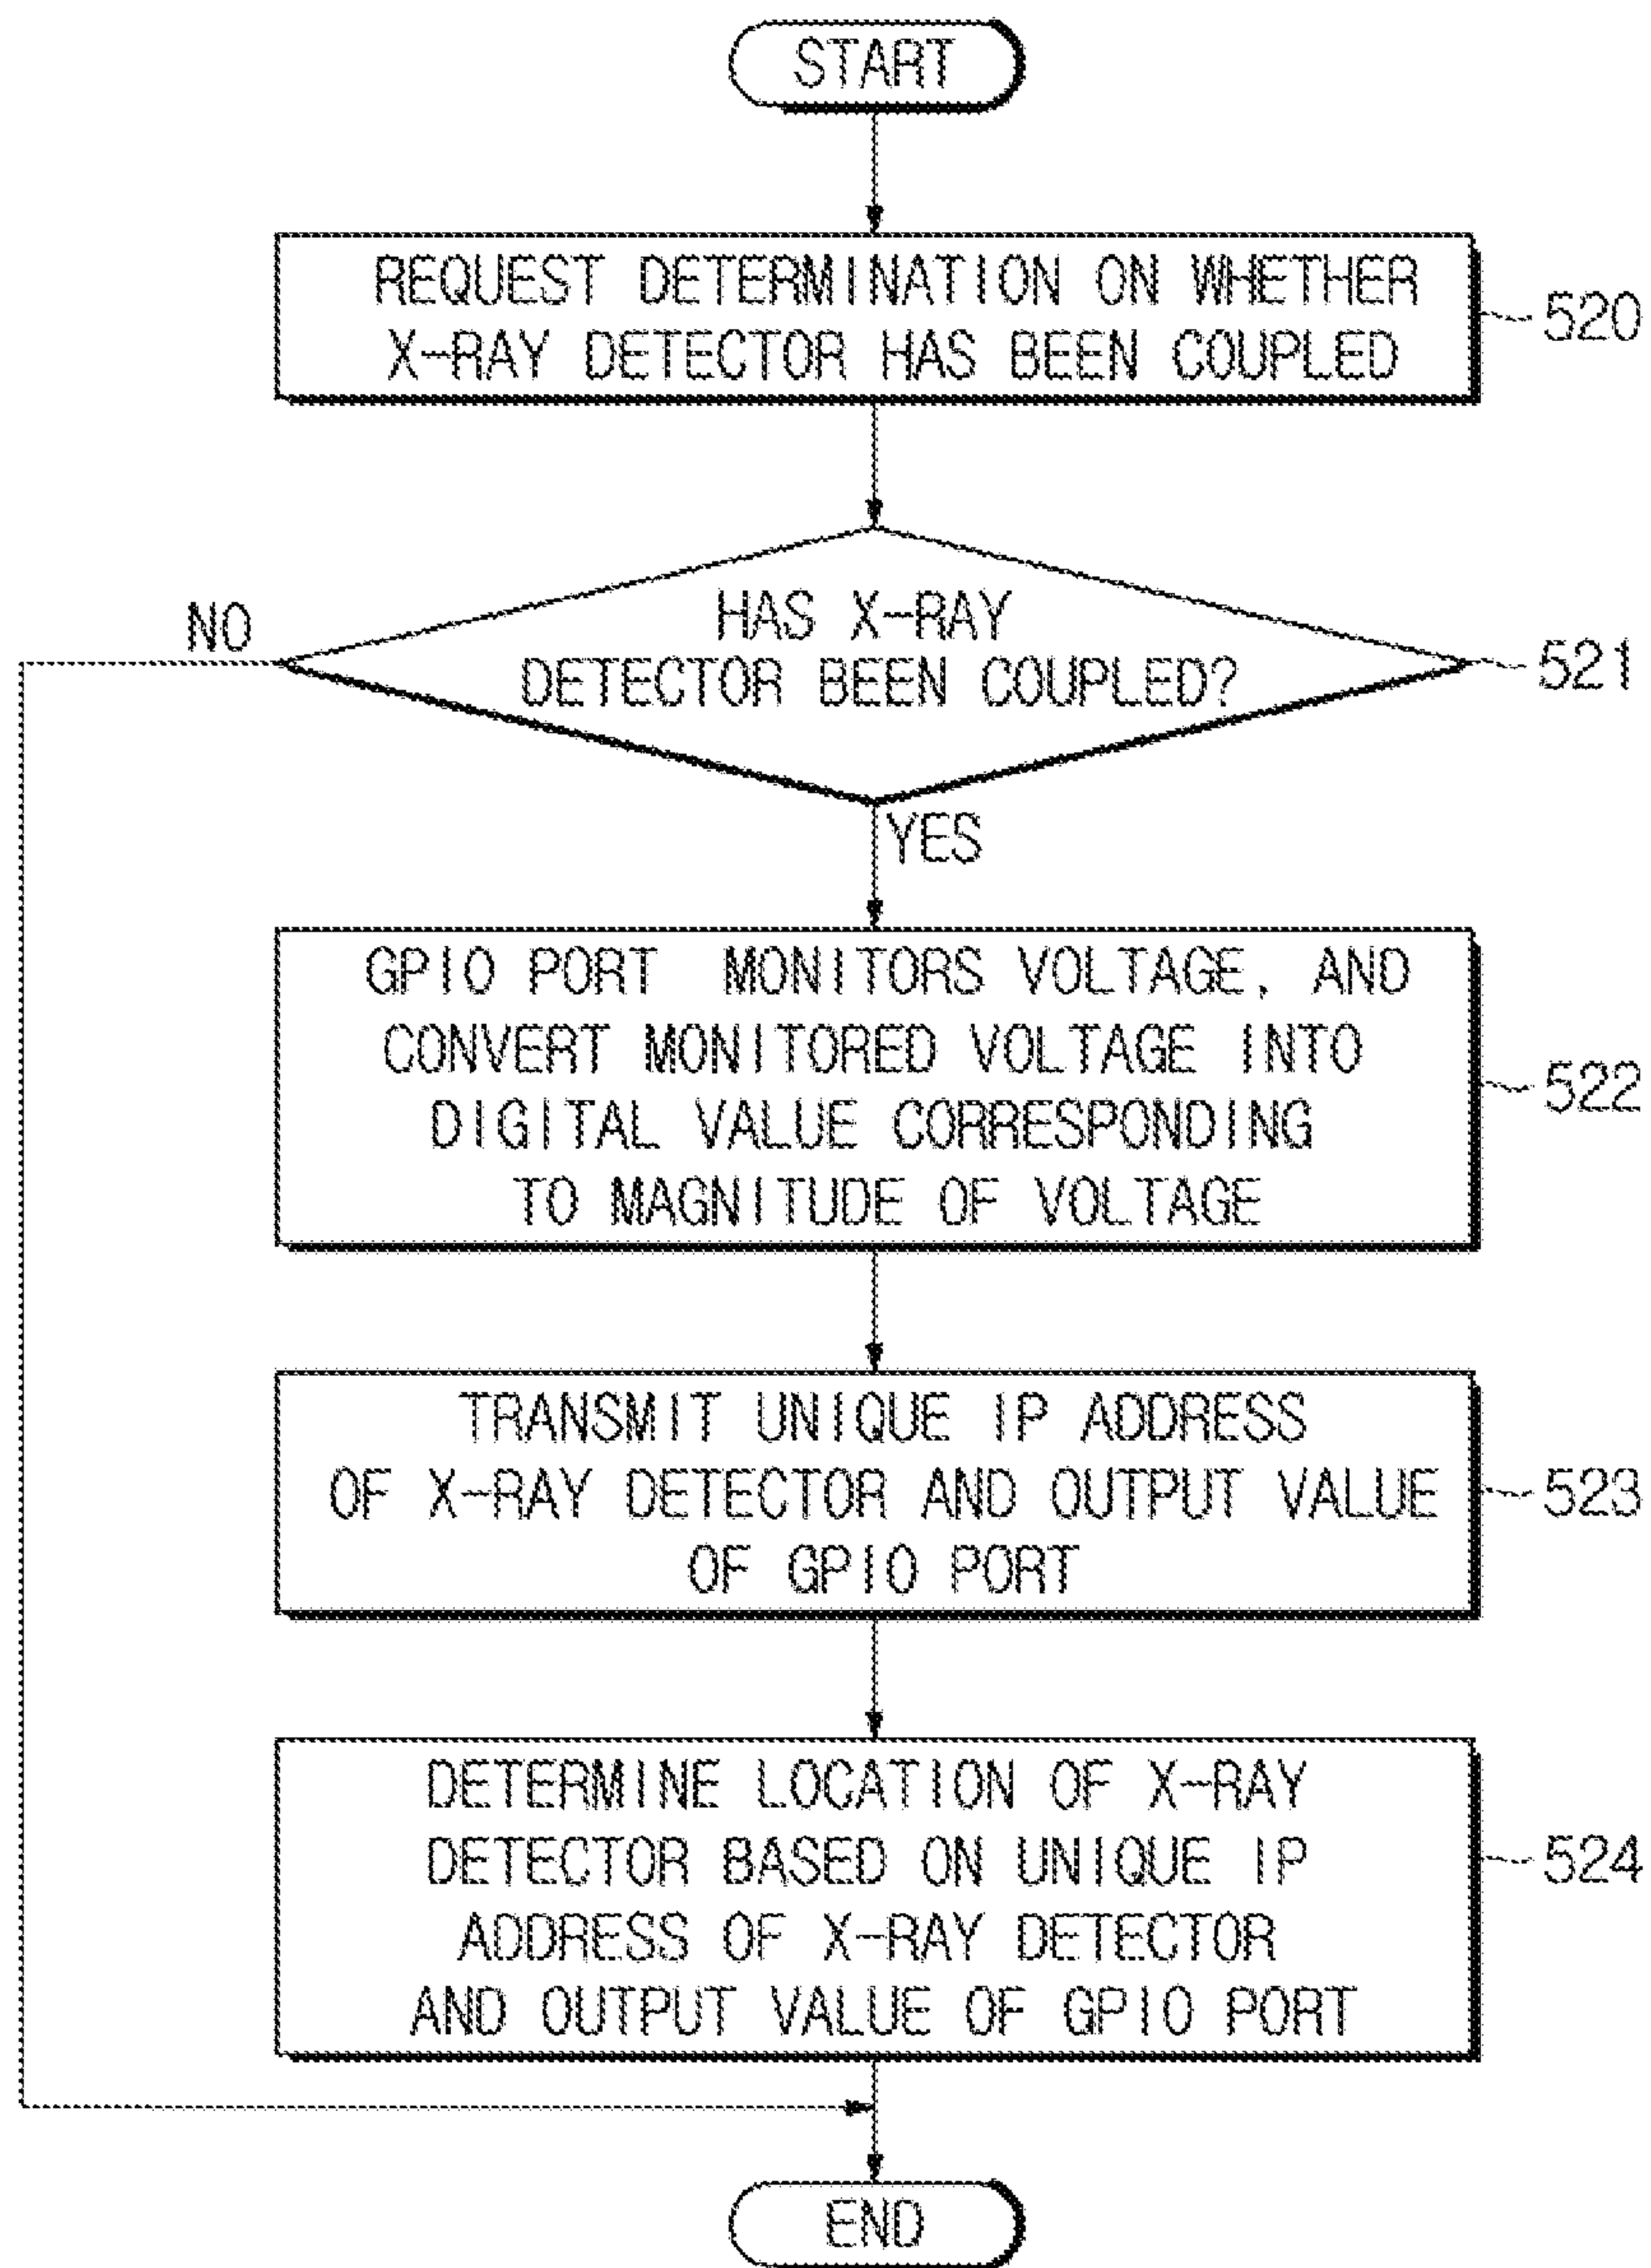 START
REQUEST DETERMINATION ON WHETHER
X-RAY DETECTOR HAS BEEN COUPLED
520
HAS X-RAY
DETECTOR BEEN COUPLED?
521
NO
YES
GPIO PORT MONITORS VOLTAGE, AND
CONVERT MONITORED VOLTAGE INTO
DIGITAL VALUE CORRESPONDING
TO MAGNITUDE OF VOLTAGE
522
TRANSMIT UNIQUE IP ADDRESS
OF X-RAY DETECTOR AND OUTPUT VALUE
OF GPIO PORT
523
DETERMINE LOCATION OF X-RAY
DETECTOR BASED ON UNIQUE IP
ADDRESS OF X-RAY DETECTOR
AND OUTPUT VALUE OF GPIO PORT
524
END